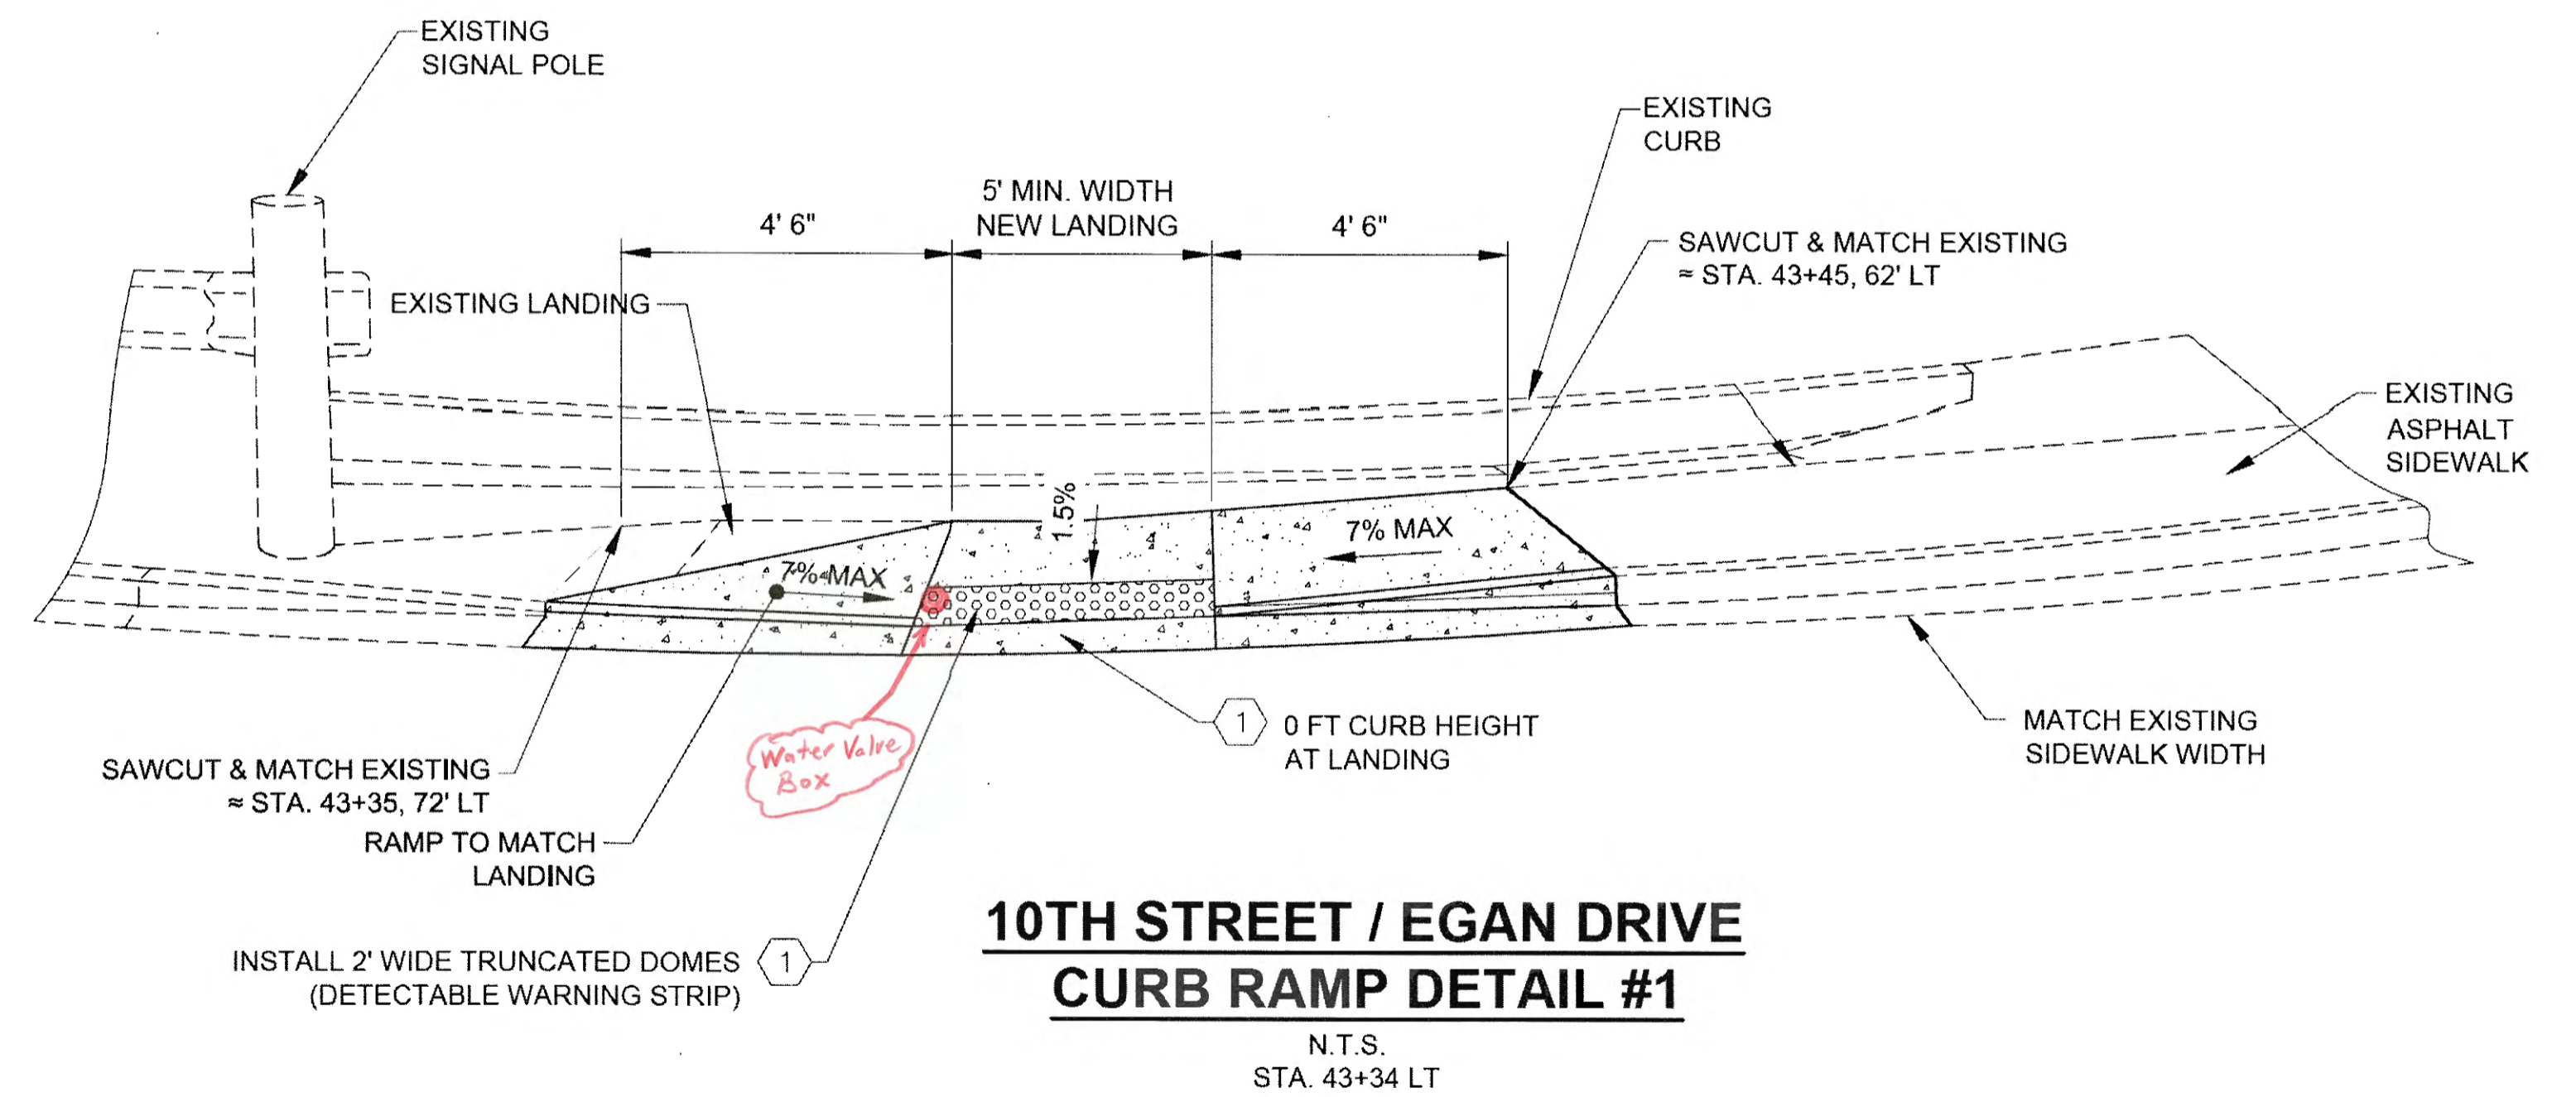 EXISTING
SIGNAL POLE
EXISTING
CURB
5' MIN. WIDTH
NEW LANDING
4' 6"
4' 6"
SAWCUT & MATCH EXISTING
≈ STA. 43+45, 62' LT
EXISTING LANDING
EXISTING
ASPHALT
SIDEWALK
1.5%
7% MAX
7% MAX
Water Valve
Box
1
0 FT CURB HEIGHT
AT LANDING
MATCH EXISTING
SIDEWALK WIDTH
SAWCUT & MATCH EXISTING
≈ STA. 43+35, 72' LT
RAMP TO MATCH
LANDING
INSTALL 2' WIDE TRUNCATED DOMES
(DETECTABLE WARNING STRIP)
1
10TH STREET / EGAN DRIVE
CURB RAMP DETAIL #1
N.T.S.
STA. 43+34 LT